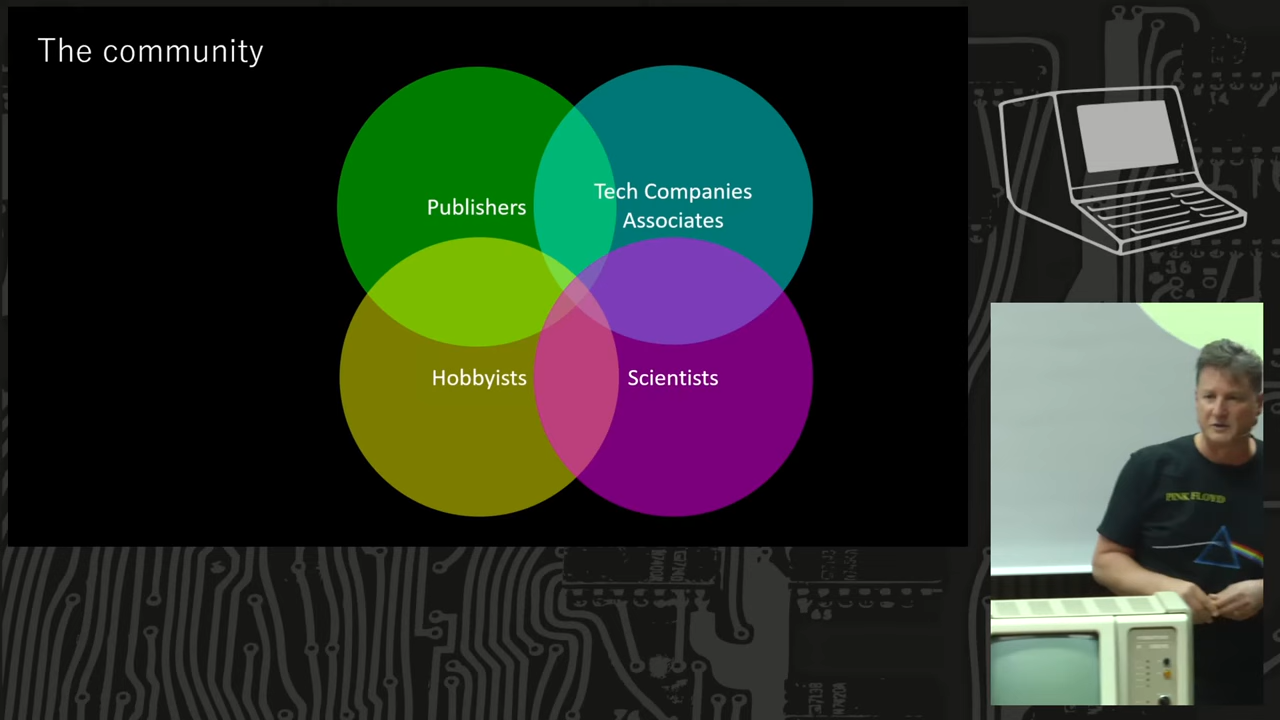 The community
Publishers
Tech Companies
Associates
Hobbyists
Scientists
PINK FLOYD